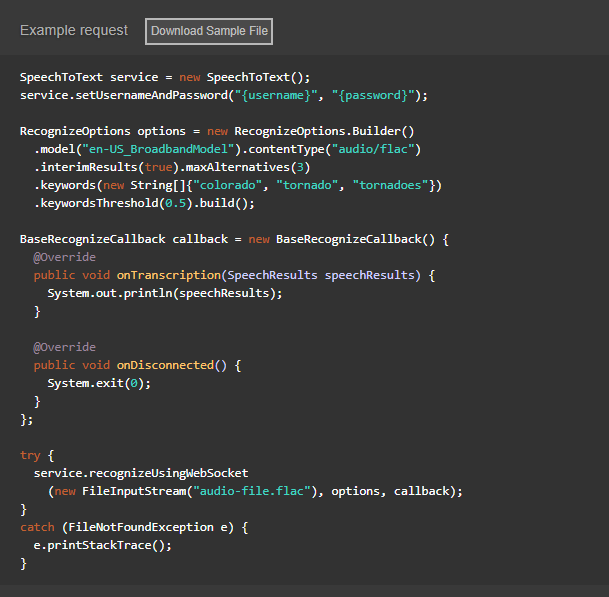 Example request Download Sample File
SpeechToText service = new SpeechToText();
service.setUsernameAndPassword("{username}", "{password}");
RecognizeOptions options = new RecognizeOptions.Builder()
  .model("en-US_BroadbandModel").contentType("audio/flac")
  .interimResults(true).maxAlternatives(3)
  .keywords(new String[]{"colorado", "tornado", "tornadoes"})
  .keywordsThreshold(0.5).build();
BaseRecognizeCallback callback = new BaseRecognizeCallback() {
  @Override
  public void onTranscription(SpeechResults speechResults) {
    System.out.println(speechResults);
  }
  @Override
  public void onDisconnected() {
    System.exit(0);
  }
};
try {
  service.recognizeUsingWebSocket
    (new FileInputStream("audio-file.flac"), options, callback);
}
catch (FileNotFoundException e) {
  e.printStackTrace();
}